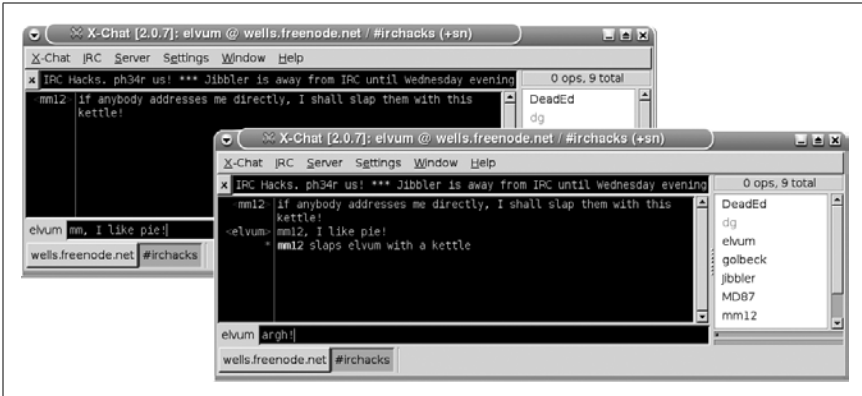 X-Chat [2.0.7]: elvum @ wells.freenode.net / #irchacks (+sn)
X-Chat IRC Server Settings Window Help
x IRC Hacks. ph34r us! *** Jibbler is away from IRC until Wednesday evening
0 ops, 9 total
<mm12> if anybody addresses me directly, I shall slap them with this
kettle!
DeadEd
dg
elvum mm, I like pie!
wells.freenode.net #irchacks
X-Chat [2.0.7]: elvum @ wells.freenode.net / #irchacks (+sn)
X-Chat IRC Server Settings Window Help
x IRC Hacks. ph34r us! *** Jibbler is away from IRC until Wednesday evening
0 ops, 9 total
<mm12> if anybody addresses me directly, I shall slap them with this
kettle!
<elvum> mm12, I like pie!
* mm12 slaps elvum with a kettle
DeadEd
dg
elvum
golbeck
Jibbler
MD87
mm12
elvum argh!
wells.freenode.net #irchacks